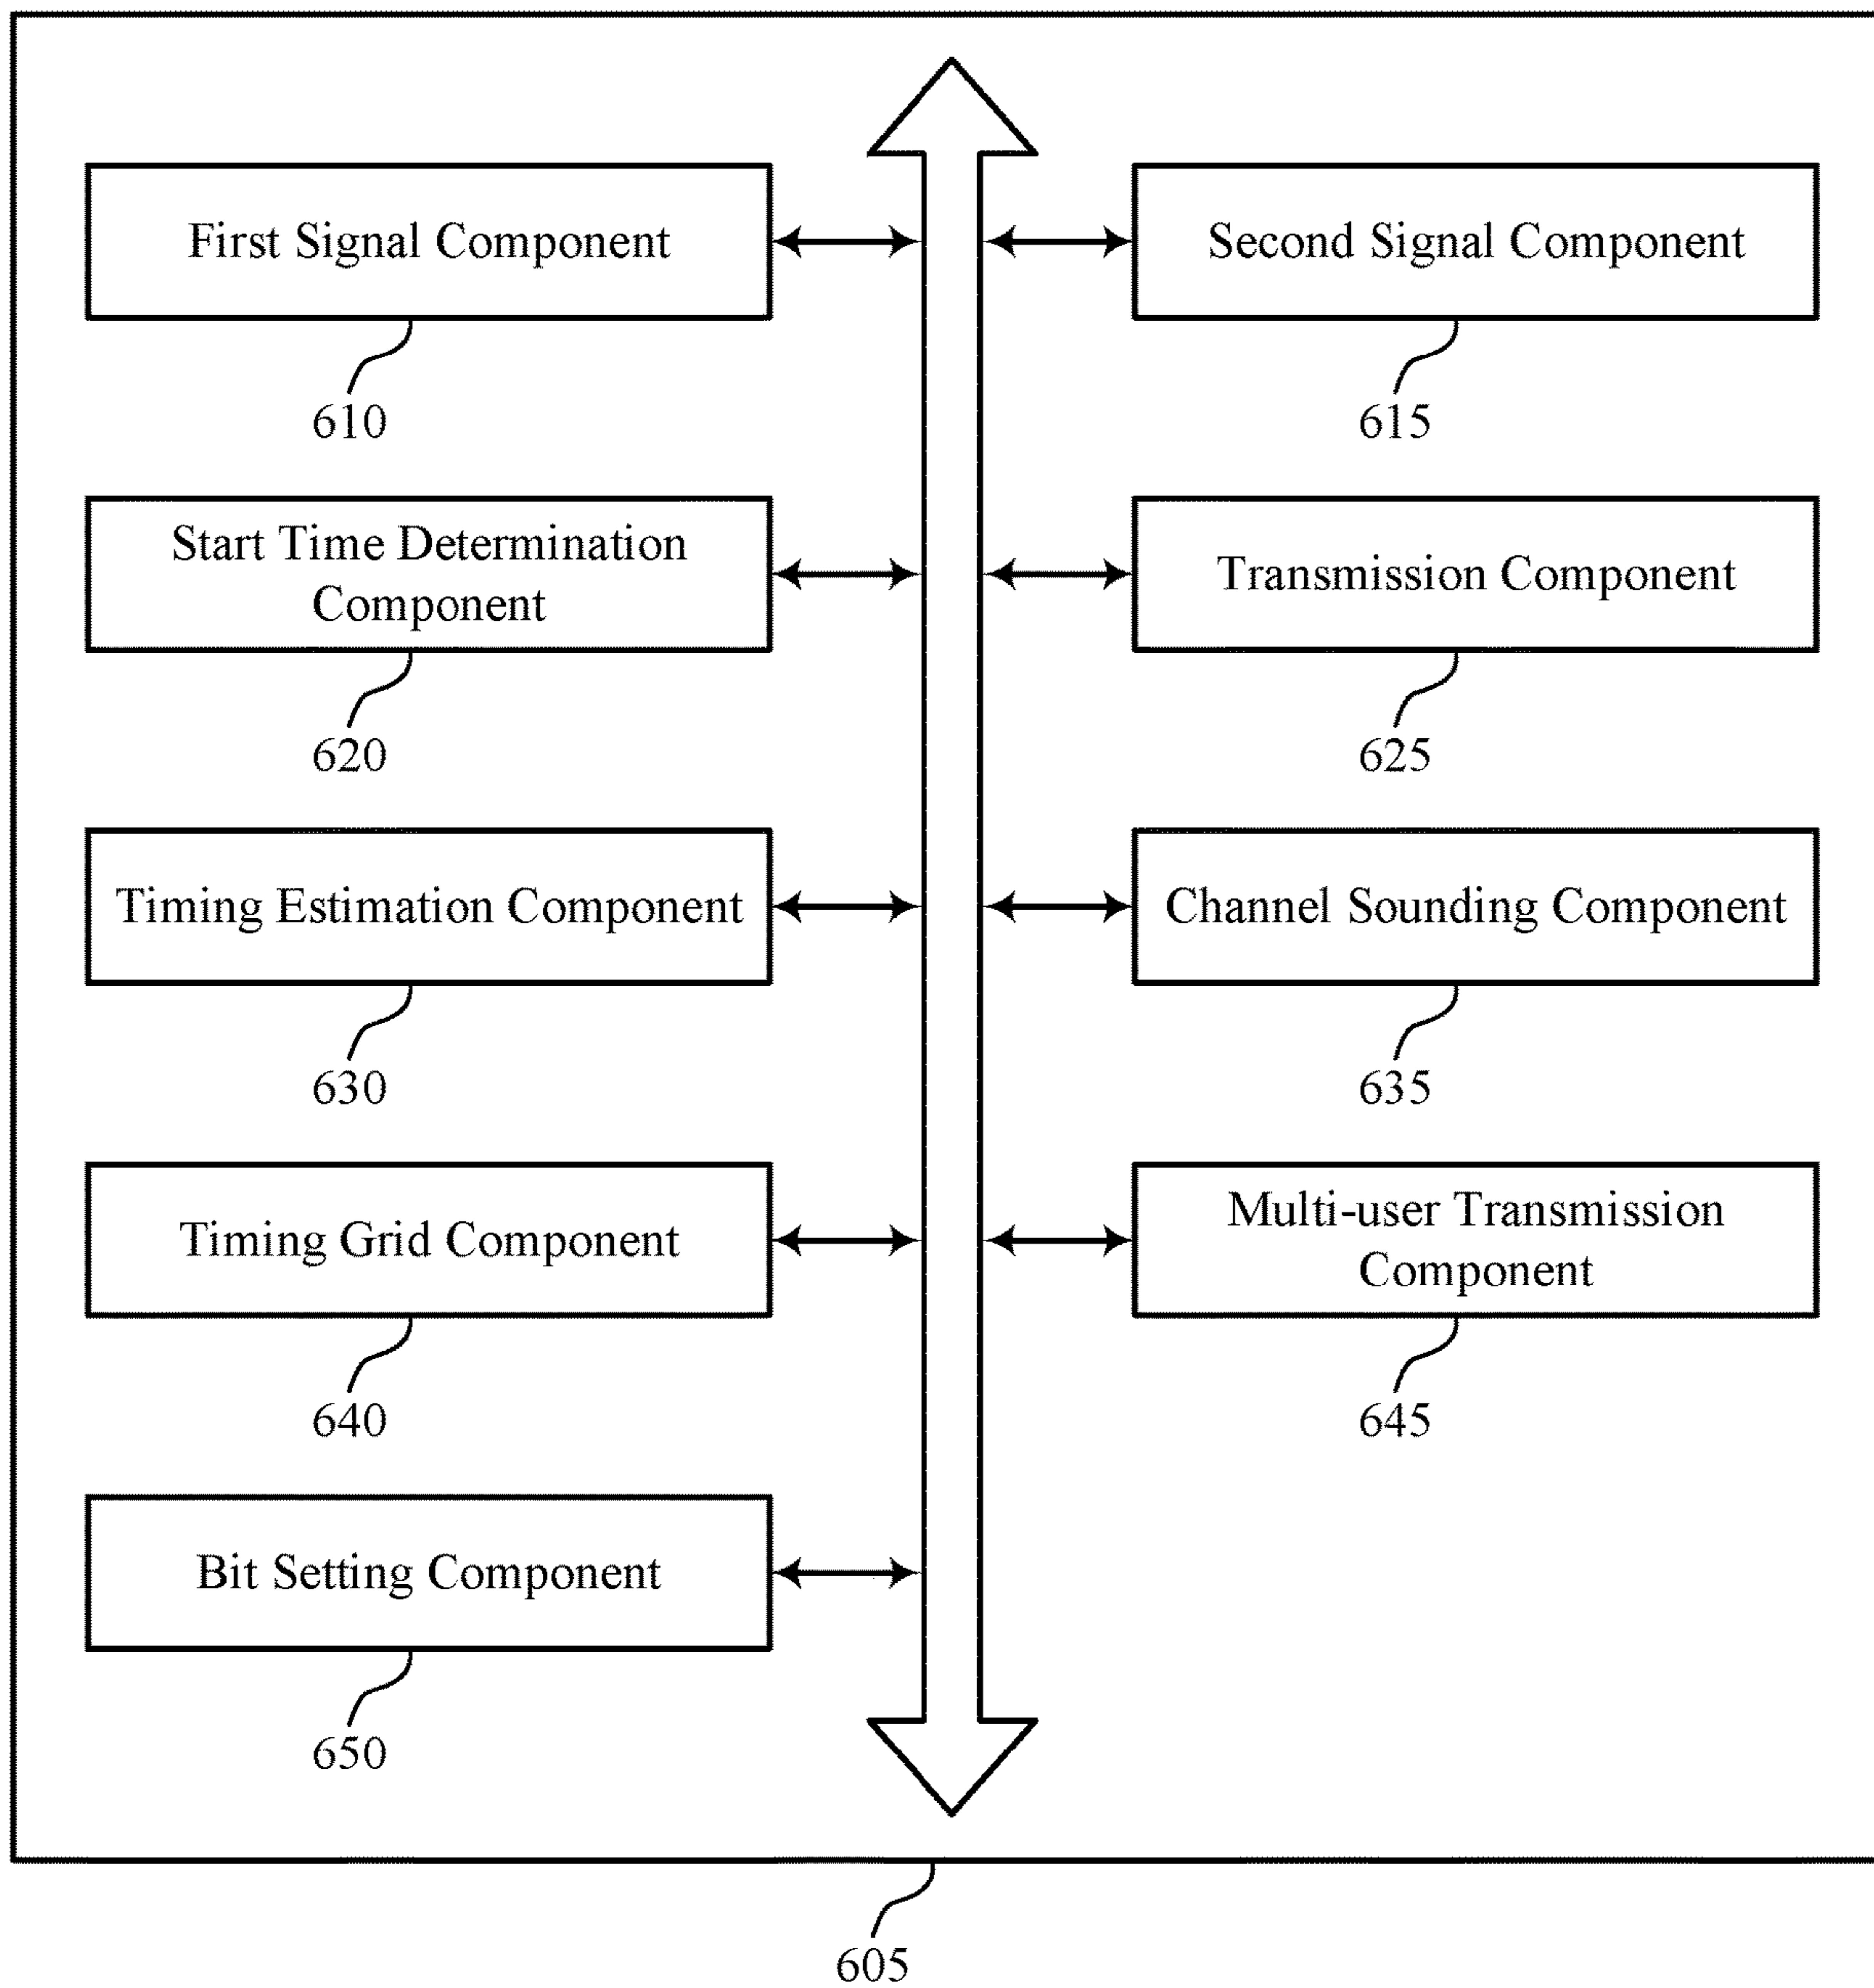 First Signal Component
Second Signal Component
610
615
Start Time Determination
Component
Transmission Component
620
625
Timing Estimation Component
Channel Sounding Component
630
635
Timing Grid Component
Multi-user Transmission
Component
640
645
Bit Setting Component
650
605